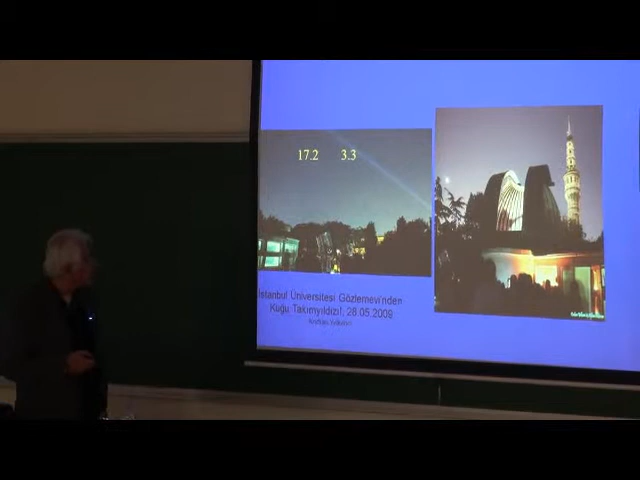 17.2 3.3
İstanbul Üniversitesi Gözlemevi'nden
Kuğu Takımyıldızı, 28.05.2009